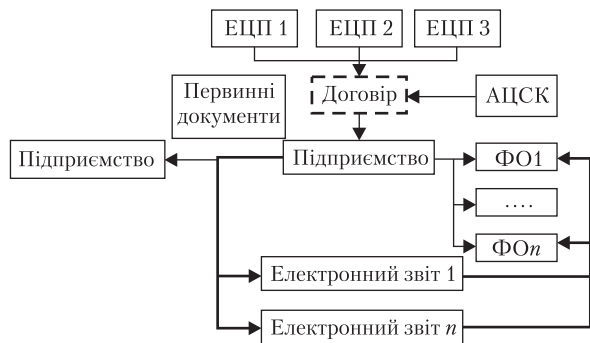 ЕЦП 1
ЕЦП 2
ЕЦП 3
Первинні
документи
Договір
АЦСК
Підприємство
Підприємство
ФО1
....
ФОn
Електронний звіт 1
Електронний звіт n